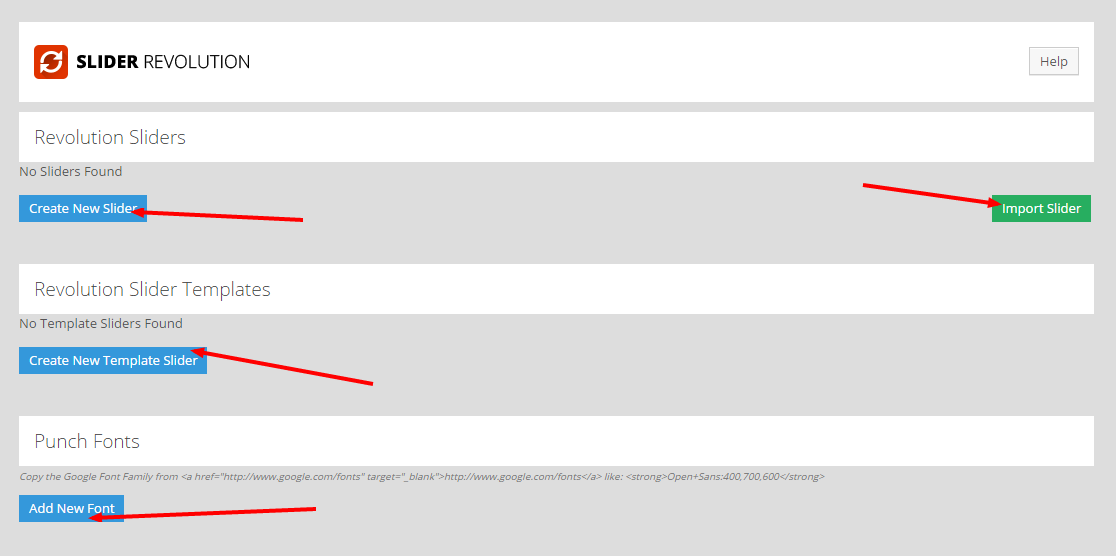 SLIDER REVOLUTION
Help
Revolution Sliders
No Sliders Found
Create New Slider
Import Slider
Revolution Slider Templates
No Template Sliders Found
Create New Template Slider
Punch Fonts
Copy the Google Font Family from <a href="http://www.google.com/fonts" target="_blank">http://www.google.com/fonts</a> like: <strong>Open+Sans:400,700,600</strong>
Add New Font